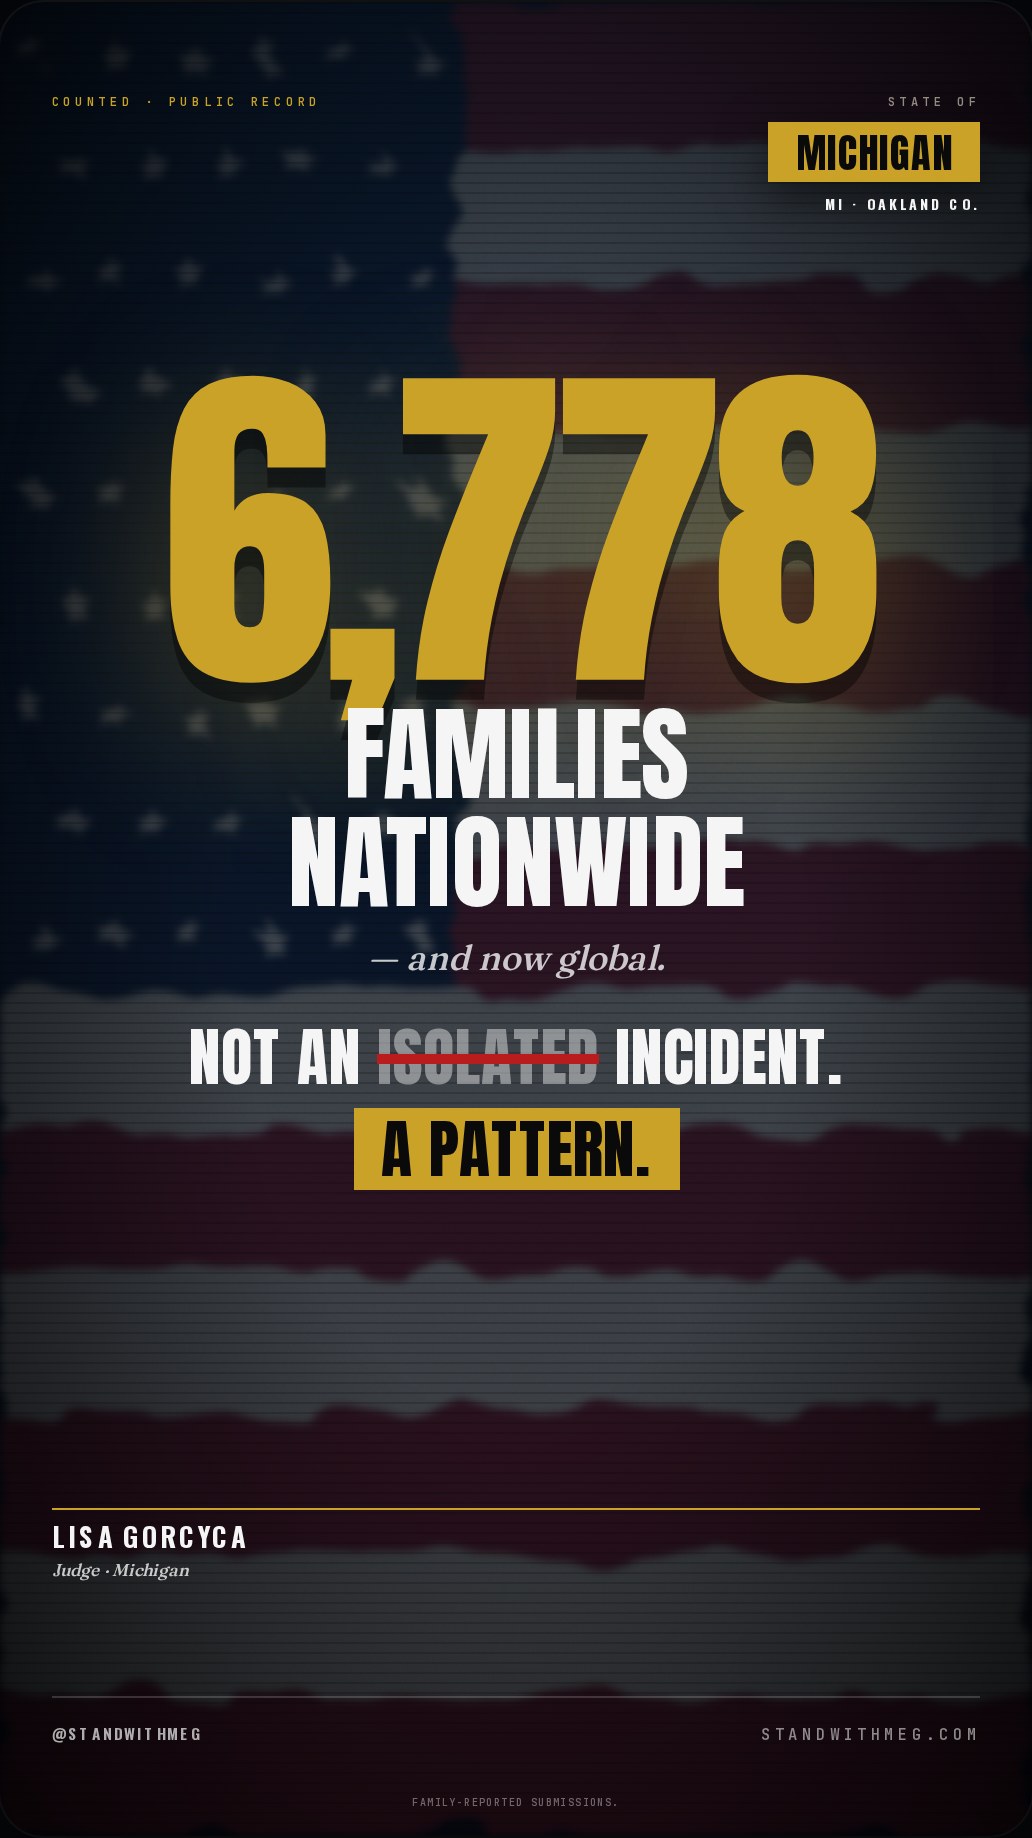 COUNTED · PUBLIC RECORD
STATE OF
MICHIGAN
MI · OAKLAND CO.
6,778
FAMILIES
NATIONWIDE
— and now global.
NOT AN ISOLATED INCIDENT.
A PATTERN.
LISA GORCYCA
Judge · Michigan
@STANDWITHMEG
STANDWITHMEG.COM
FAMILY-REPORTED SUBMISSIONS.